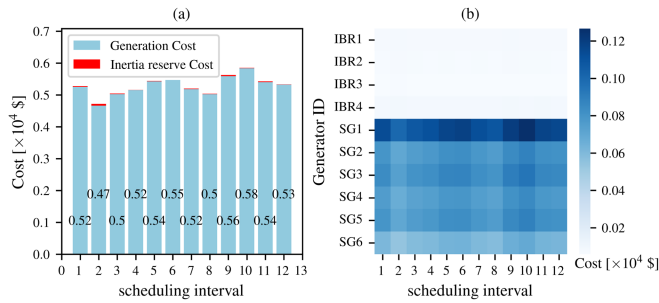 (a)
Cost [×10⁴ $]
0.7
0.6
0.5
0.4
0.3
0.2
0.1
0.0
Generation Cost
Inertia reserve Cost
0.47 0.52 0.55 0.5 0.58 0.53
0.52 0.5 0.54 0.52 0.56 0.54
0 1 2 3 4 5 6 7 8 9 10 11 12 13
scheduling interval
(b)
Generator ID
IBR1
IBR2
IBR3
IBR4
SG1
SG2
SG3
SG4
SG5
SG6
1 2 3 4 5 6 7 8 9 10 11 12
scheduling interval
0.12
0.10
0.08
0.06
0.04
0.02
Cost [×10⁴ $]